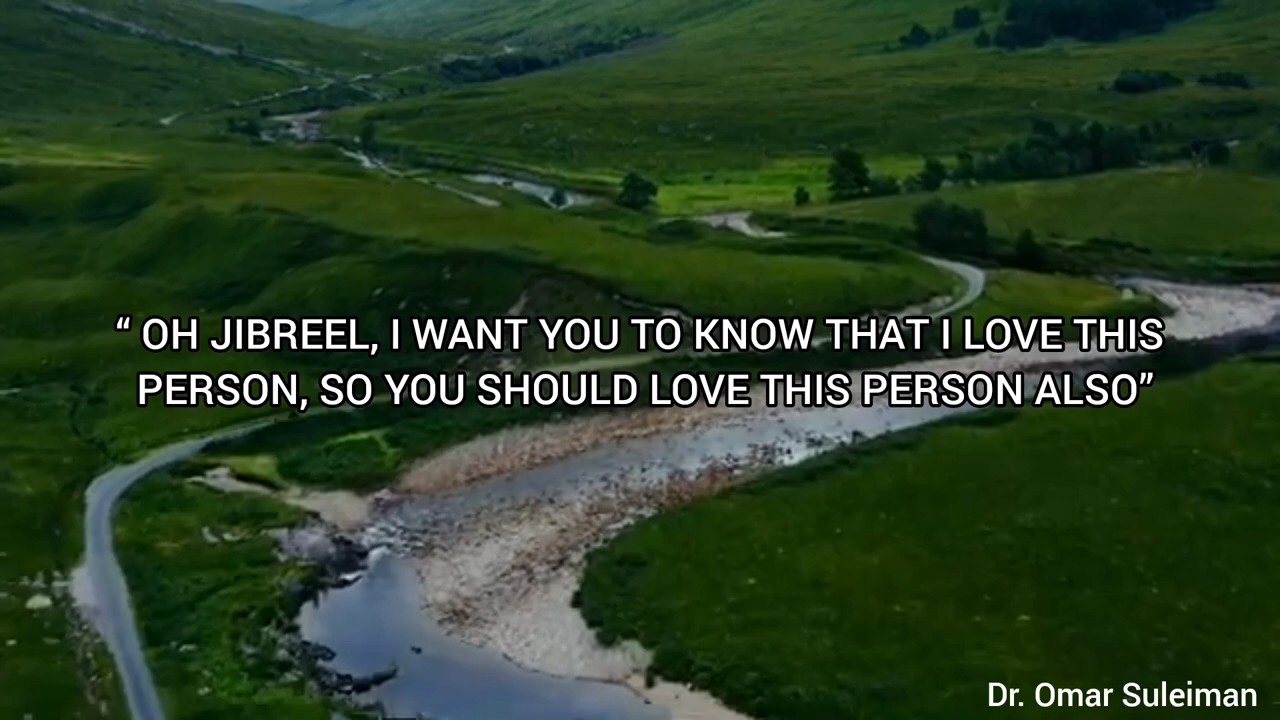 “ OH JIBREEL, I WANT YOU TO KNOW THAT I LOVE THIS
PERSON, SO YOU SHOULD LOVE THIS PERSON ALSO”
Dr. Omar Suleiman